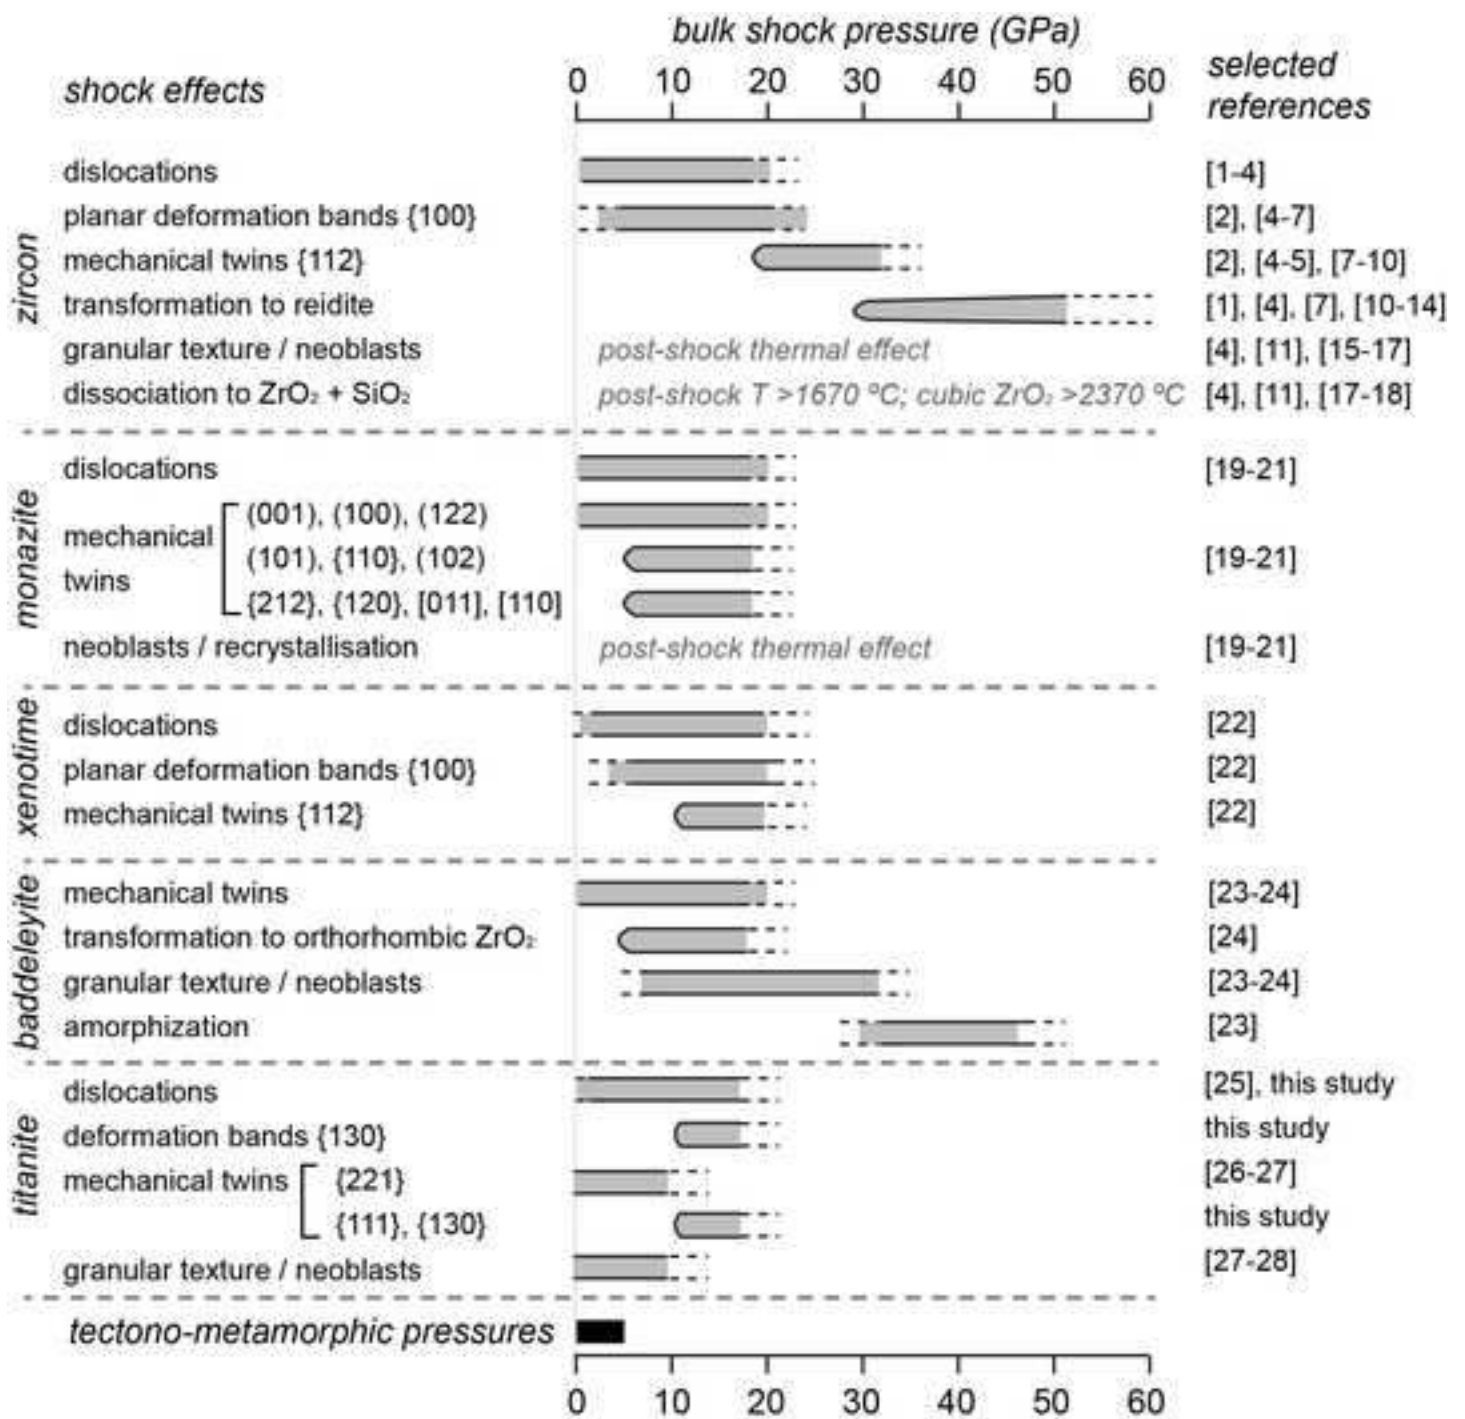 bulk shock pressure (GPa)
shock effects
0 10 20 30 40 50 60
selected
references
zircon
dislocations [1-4]
planar deformation bands {100} [2], [4-7]
mechanical twins {112} [2], [4-5], [7-10]
transformation to reidite [1], [4], [7], [10-14]
granular texture / neoblasts post-shock thermal effect [4], [11], [15-17]
dissociation to ZrO₂ + SiO₂ post-shock T >1670 ºC; cubic ZrO₂ >2370 ºC [4], [11], [17-18]
monazite
dislocations [19-21]
mechanical
twins
(001), (100), (122)
(101), {110}, (102) [19-21]
{212}, {120}, [011], [110]
neoblasts / recrystallisation post-shock thermal effect [19-21]
xenotime
dislocations [22]
planar deformation bands {100} [22]
mechanical twins {112} [22]
baddeleyite
mechanical twins [23-24]
transformation to orthorhombic ZrO₂ [24]
granular texture / neoblasts [23-24]
amorphization [23]
titanite
dislocations [25], this study
deformation bands {130} this study
mechanical twins {221} [26-27]
{111}, {130} this study
granular texture / neoblasts [27-28]
tectono-metamorphic pressures
0 10 20 30 40 50 60